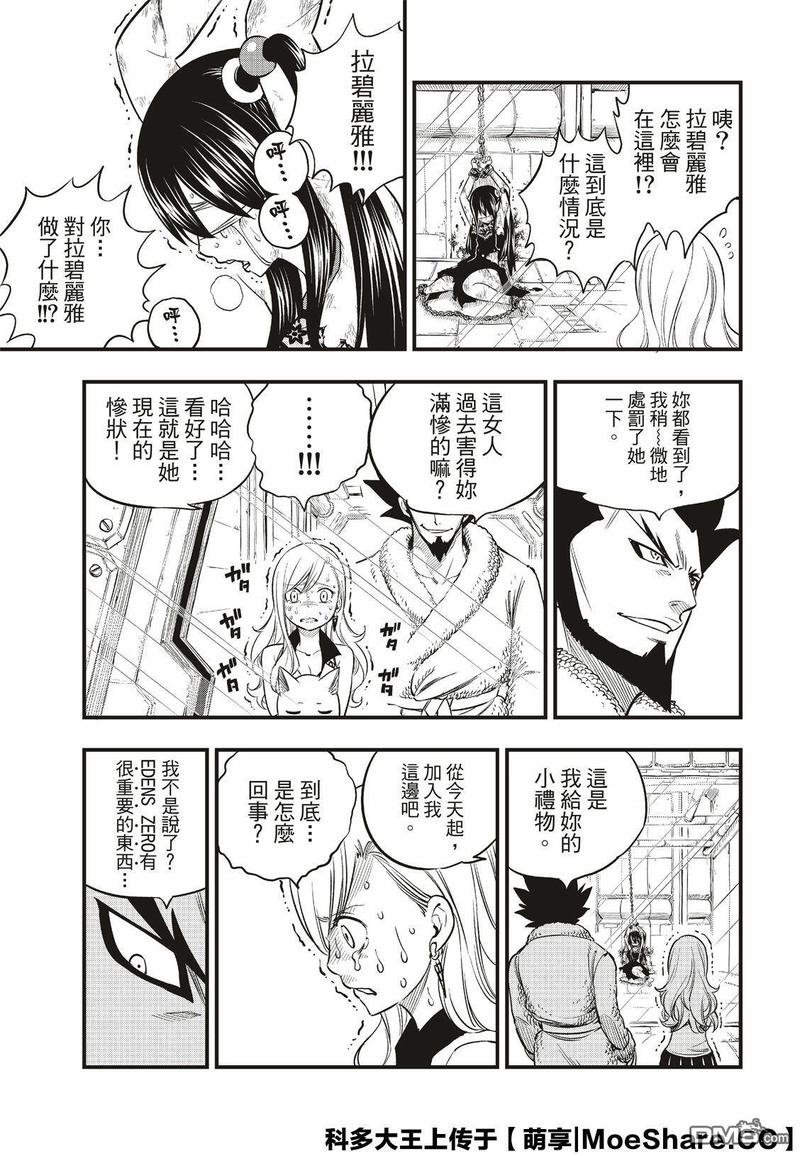 咦?
拉碧麗雅
怎麼會
在這裡!?
這到底是
什麼情況?
拉碧麗雅!!!
呼…
呼…
呼…
你…
對拉碧麗雅
做了什麼!!?
妳都看到了,
我稍~微地
處罰了她
一下。
這女人
過去害得妳
滿慘的嘛?
……!!!
哈哈哈…
看好了…
這就是她
現在的
慘狀!
ガタ
ガタ
ガタ
這是
我給妳的
小禮物。
從今天起,
加入我
這邊吧。
到底…
是怎麼
回事?
我不是說了?
EDENS ZERO有
很重要的東西…
科多大王上传于【萌享|MoeShare.CC】